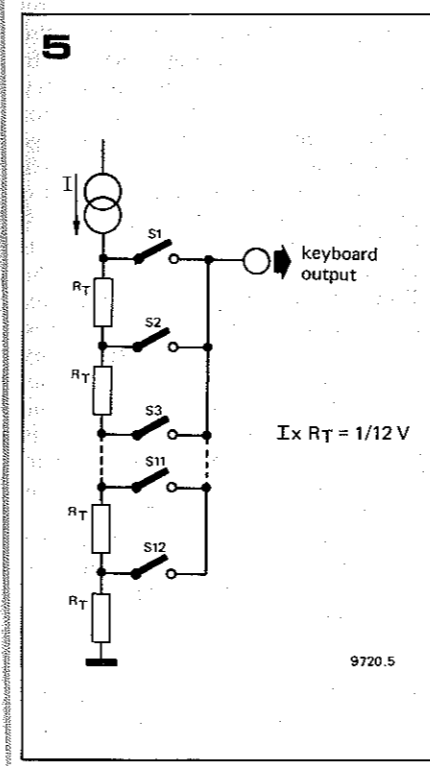 5
I
S1
keyboard
output
RT
S2
RT
S3
I x RT = 1/12 V
S11
RT
S12
RT
9720.5